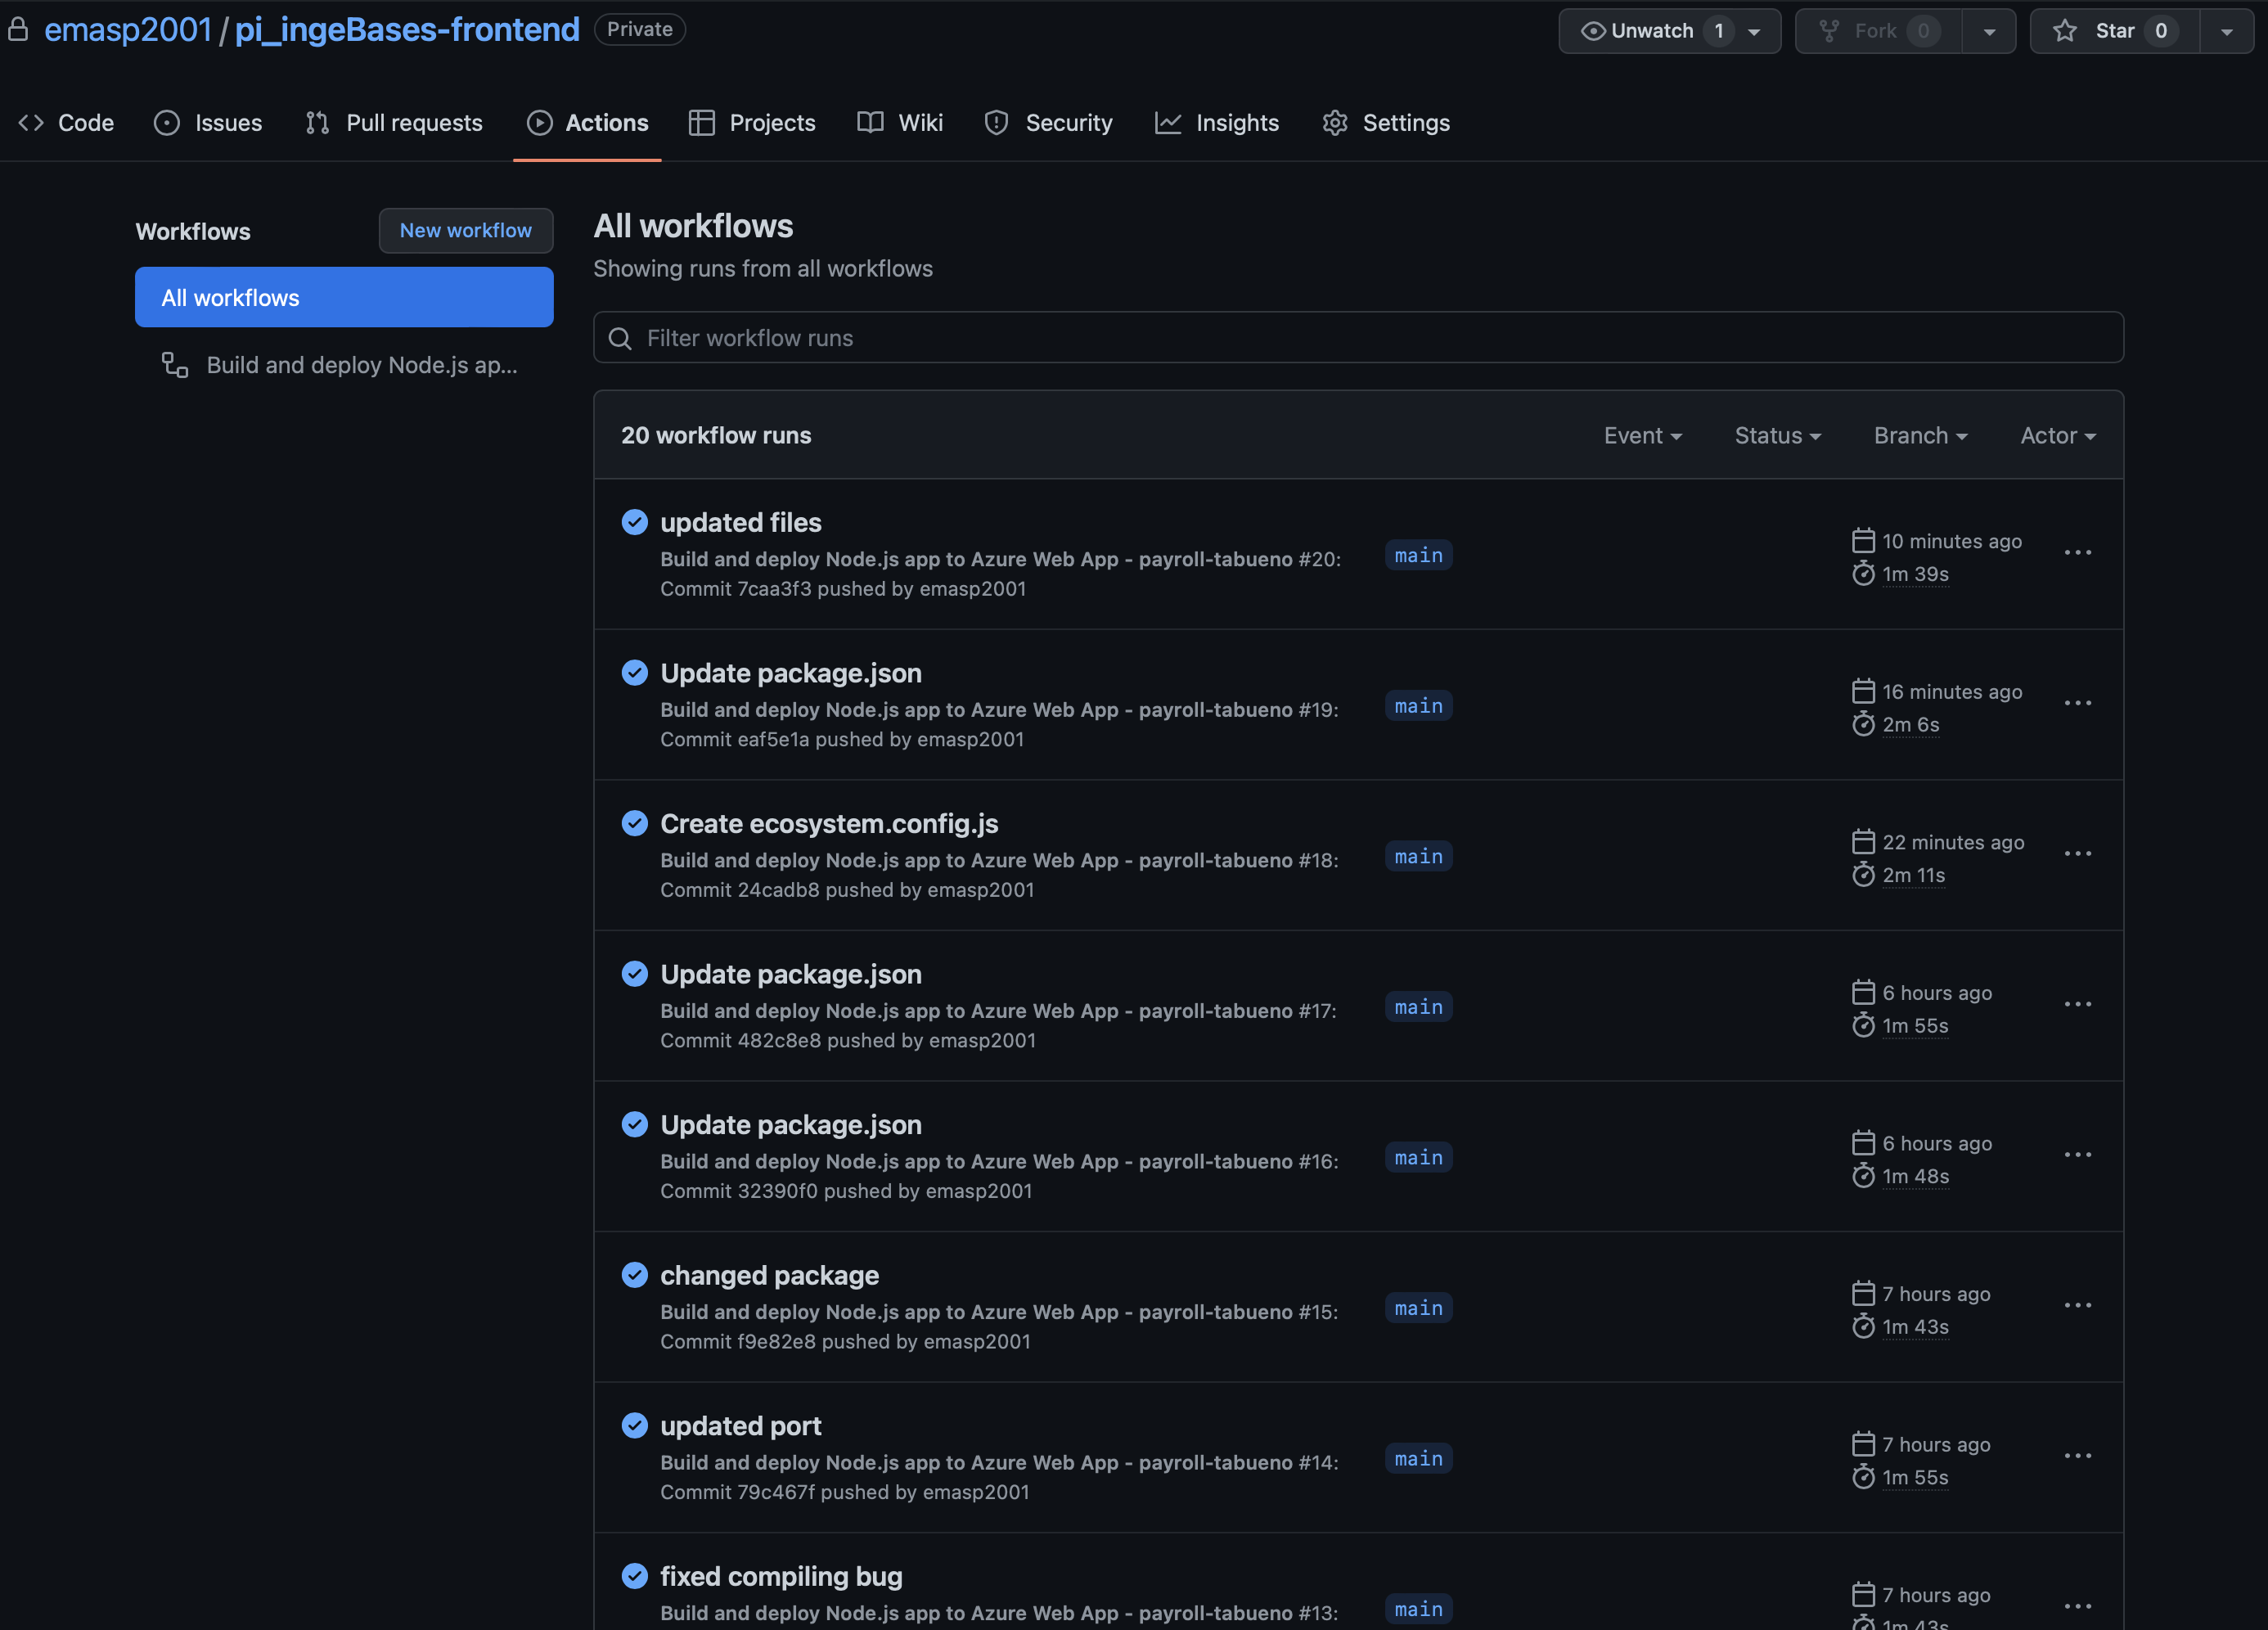 emasp2001 / pi_ingeBases-frontend Private Unwatch 1 Fork 0 Star 0
Code Issues Pull requests Actions Projects Wiki Security Insights Settings
Workflows New workflow
All workflows
Build and deploy Node.js ap...
All workflows
Showing runs from all workflows
Filter workflow runs
20 workflow runs Event Status Branch Actor
updated files
Build and deploy Node.js app to Azure Web App - payroll-tabueno #20:
Commit 7caa3f3 pushed by emasp2001
main
10 minutes ago
1m 39s
Update package.json
Build and deploy Node.js app to Azure Web App - payroll-tabueno #19:
Commit eaf5e1a pushed by emasp2001
main
16 minutes ago
2m 6s
Create ecosystem.config.js
Build and deploy Node.js app to Azure Web App - payroll-tabueno #18:
Commit 24cadb8 pushed by emasp2001
main
22 minutes ago
2m 11s
Update package.json
Build and deploy Node.js app to Azure Web App - payroll-tabueno #17:
Commit 482c8e8 pushed by emasp2001
main
6 hours ago
1m 55s
Update package.json
Build and deploy Node.js app to Azure Web App - payroll-tabueno #16:
Commit 32390f0 pushed by emasp2001
main
6 hours ago
1m 48s
changed package
Build and deploy Node.js app to Azure Web App - payroll-tabueno #15:
Commit f9e82e8 pushed by emasp2001
main
7 hours ago
1m 43s
updated port
Build and deploy Node.js app to Azure Web App - payroll-tabueno #14:
Commit 79c467f pushed by emasp2001
main
7 hours ago
1m 55s
fixed compiling bug
Build and deploy Node.js app to Azure Web App - payroll-tabueno #13:
main
7 hours ago
1m 43s